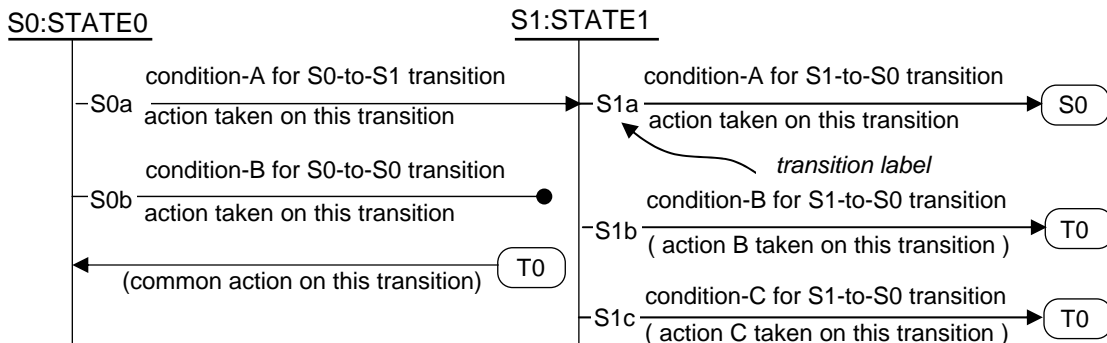 S0:STATE0
S1:STATE1
condition-A for S0-to-S1 transition
S0a
action taken on this transition
condition-A for S1-to-S0 transition
S1a
action taken on this transition
S0
transition label
condition-B for S0-to-S0 transition
S0b
action taken on this transition
condition-B for S1-to-S0 transition
S1b
( action B taken on this transition )
T0
T0
(common action on this transition)
condition-C for S1-to-S0 transition
S1c
( action C taken on this transition )
T0